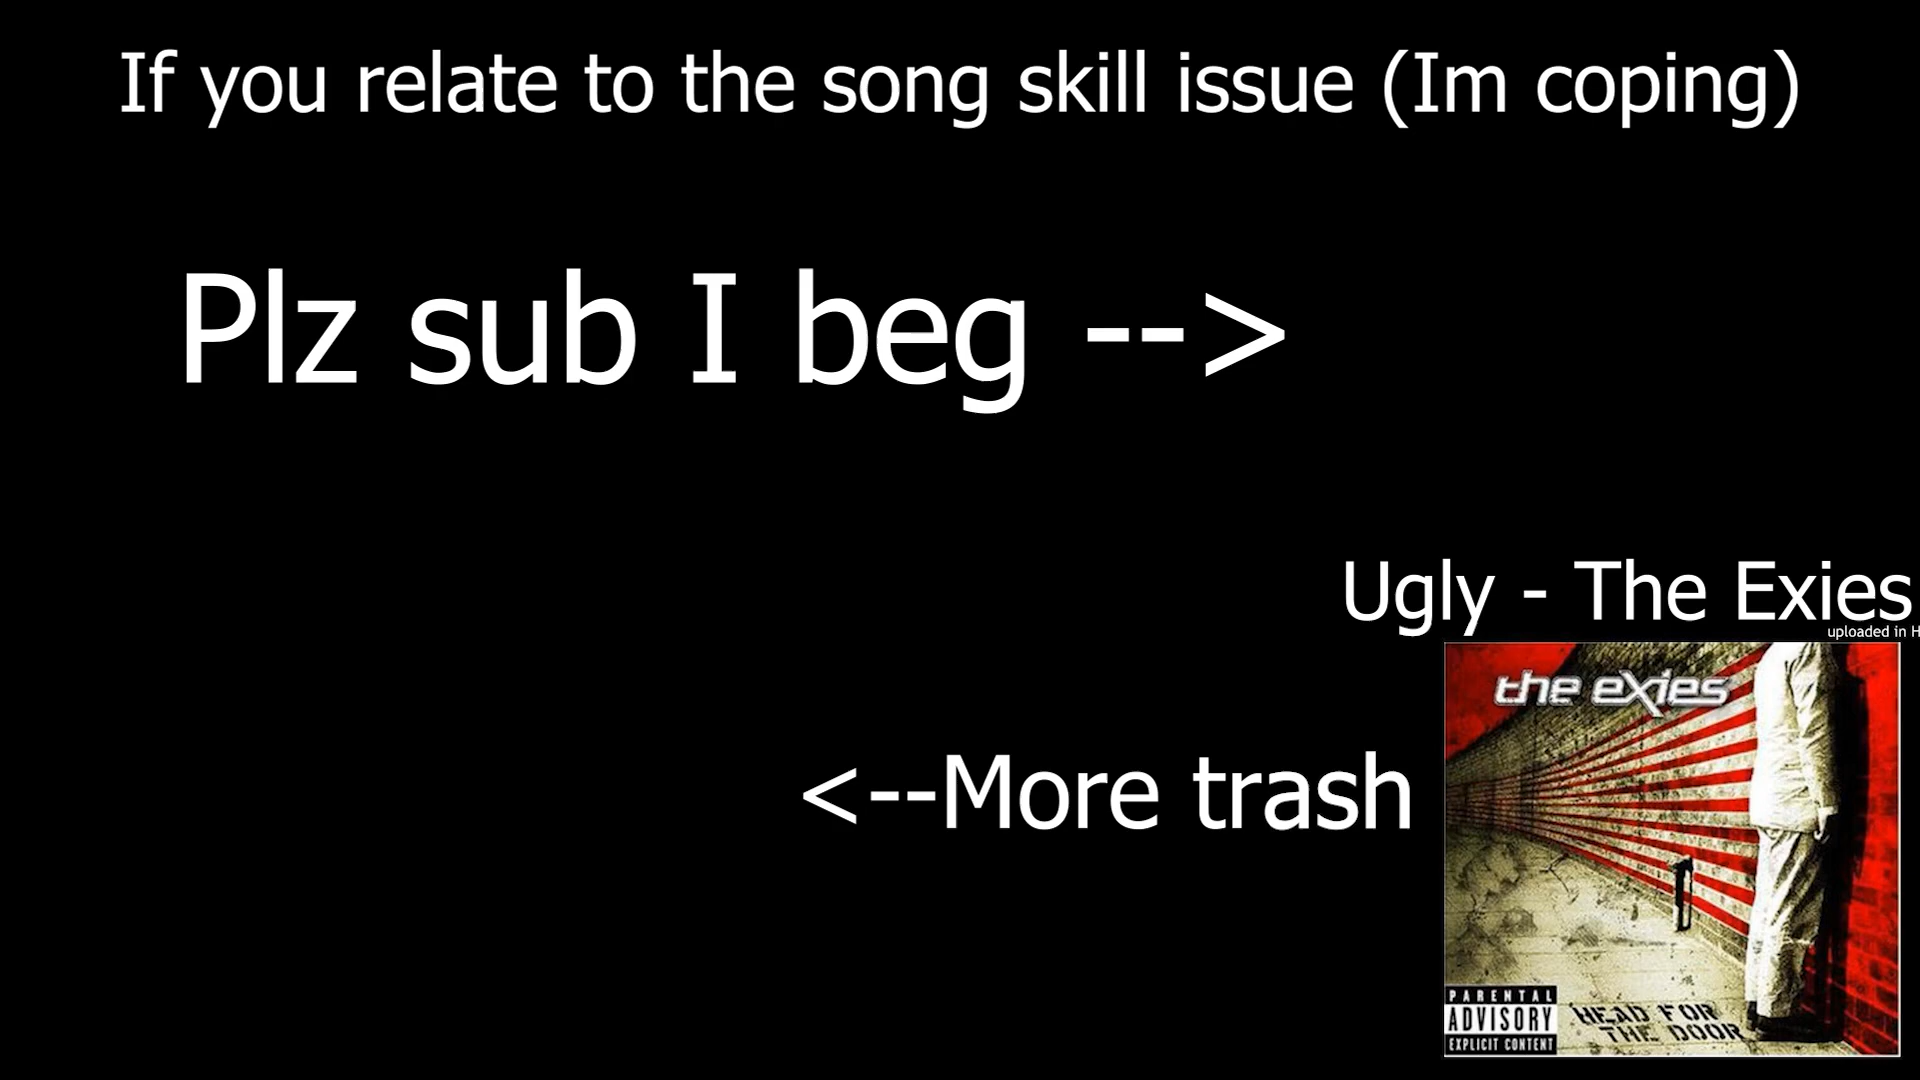 If you relate to the song skill issue (Im coping)
Plz sub I beg -->
Ugly - The Exies
uploaded in H
the exies
<--More trash
PARENTAL
ADVISORY
EXPLICIT CONTENT
HEAD FOR
THE DOOR